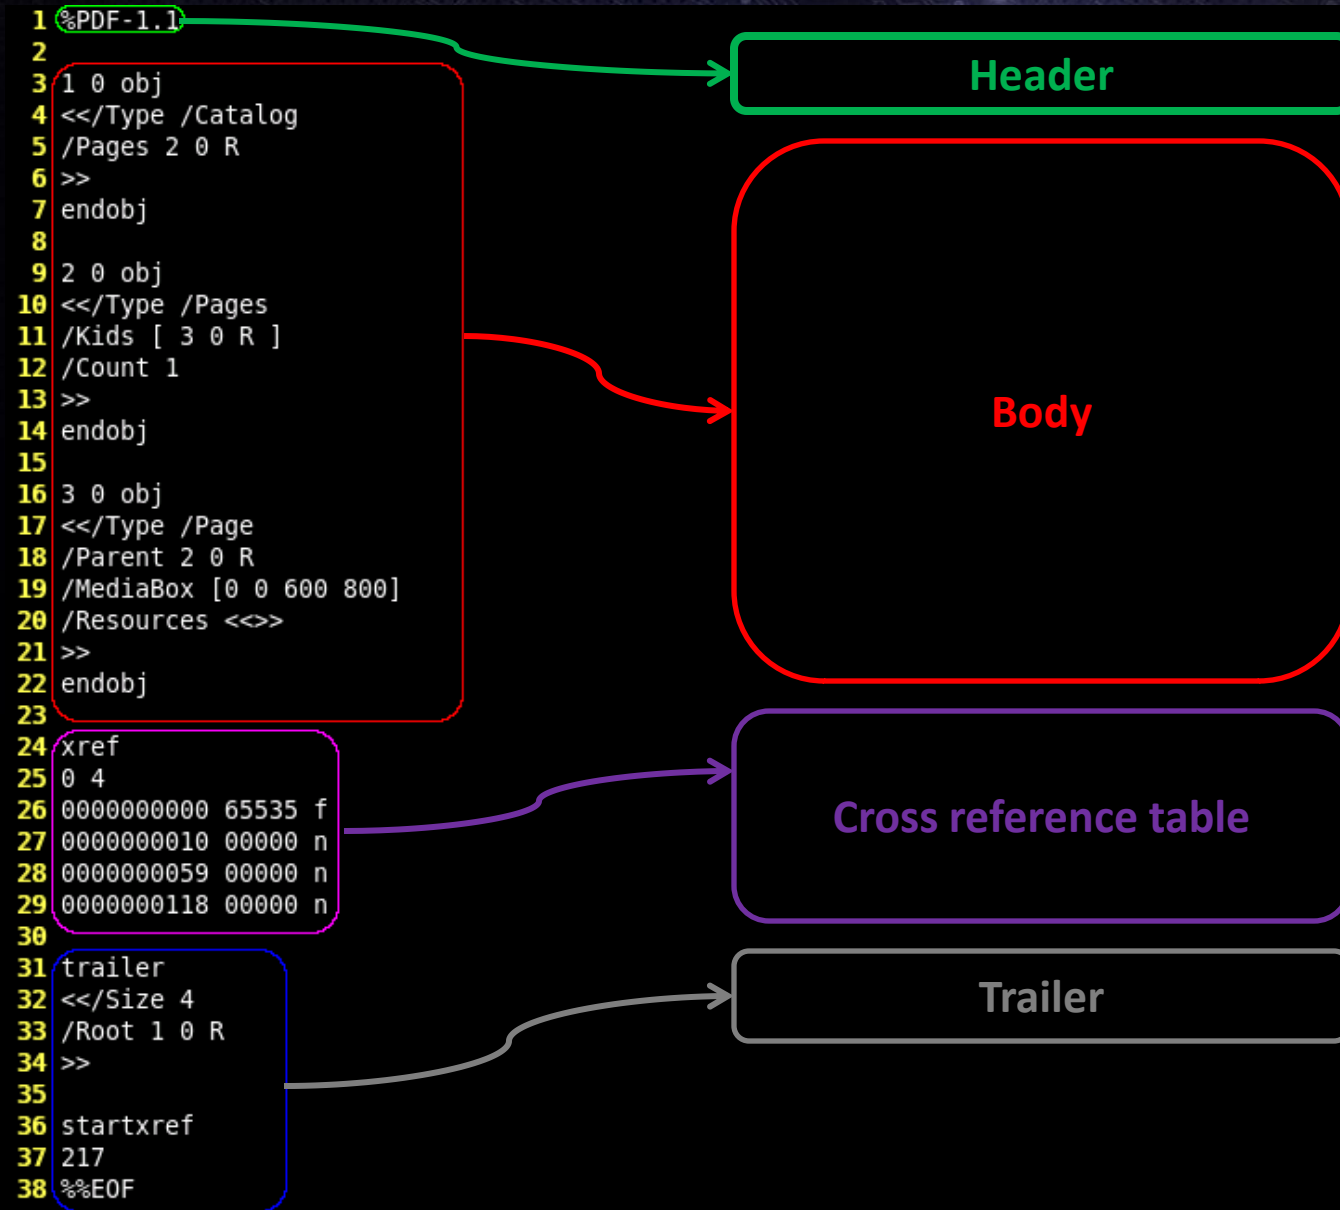 1 %PDF-1.1
2
3 1 0 obj
4 <</Type /Catalog
5 /Pages 2 0 R
6 >>
7 endobj
8
9 2 0 obj
10 <</Type /Pages
11 /Kids [ 3 0 R ]
12 /Count 1
13 >>
14 endobj
15
16 3 0 obj
17 <</Type /Page
18 /Parent 2 0 R
19 /MediaBox [0 0 600 800]
20 /Resources <<>>
21 >>
22 endobj
23
24 xref
25 0 4
26 0000000000 65535 f
27 0000000010 00000 n
28 0000000059 00000 n
29 0000000118 00000 n
30
31 trailer
32 <</Size 4
33 /Root 1 0 R
34 >>
35
36 startxref
37 217
38 %%EOF
Header
Body
Cross reference table
Trailer